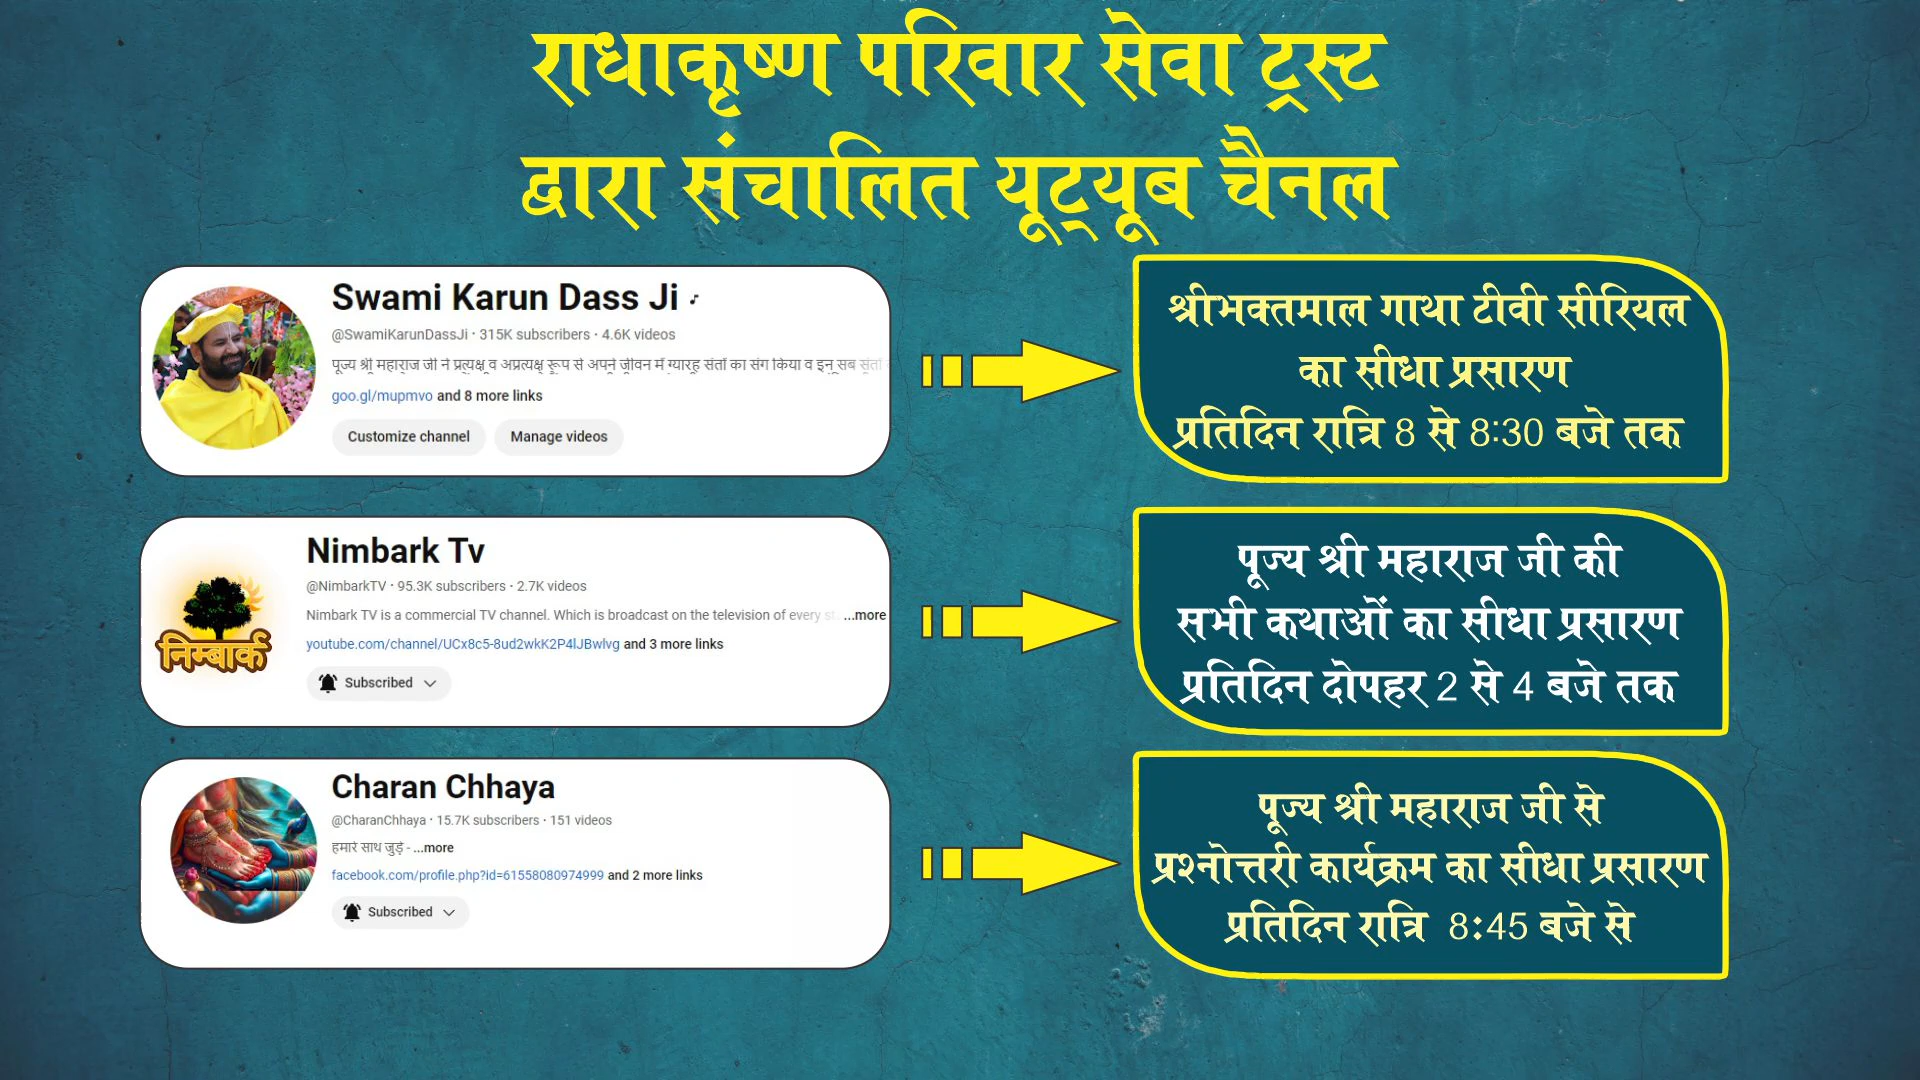 राधाकृष्ण परिवार सेवा ट्रस्ट
द्वारा संचालित यूट्यूब चैनल
Swami Karun Dass Ji
@SwamiKarunDassJi · 315K subscribers · 4.6K videos
पूज्य श्री महाराज जी ने प्रत्यक्ष व अप्रत्यक्ष रूप से अपने जीवन में ग्यारह संतों का संग किया व इन सब संतों
goo.gl/mupmvo and 8 more links
Customize channel Manage videos
श्रीभक्तमाल गाथा टीवी सीरियल
का सीधा प्रसारण
प्रतिदिन रात्रि 8 से 8:30 बजे तक
Nimbark Tv
@NimbarkTV · 95.3K subscribers · 2.7K videos
Nimbark TV is a commercial TV channel. Which is broadcast on the television of every ...more
youtube.com/channel/UCx8c5-8ud2wkK2P4lJBwlvg and 3 more links
Subscribed
निम्बार्क
पूज्य श्री महाराज जी की
सभी कथाओं का सीधा प्रसारण
प्रतिदिन दोपहर 2 से 4 बजे तक
Charan Chhaya
@CharanChhaya · 15.7K subscribers · 151 videos
हमारे साथ जुड़े - ...more
facebook.com/profile.php?id=61558080974999 and 2 more links
Subscribed
पूज्य श्री महाराज जी से
प्रश्नोत्तरी कार्यक्रम का सीधा प्रसारण
प्रतिदिन रात्रि 8:45 बजे से